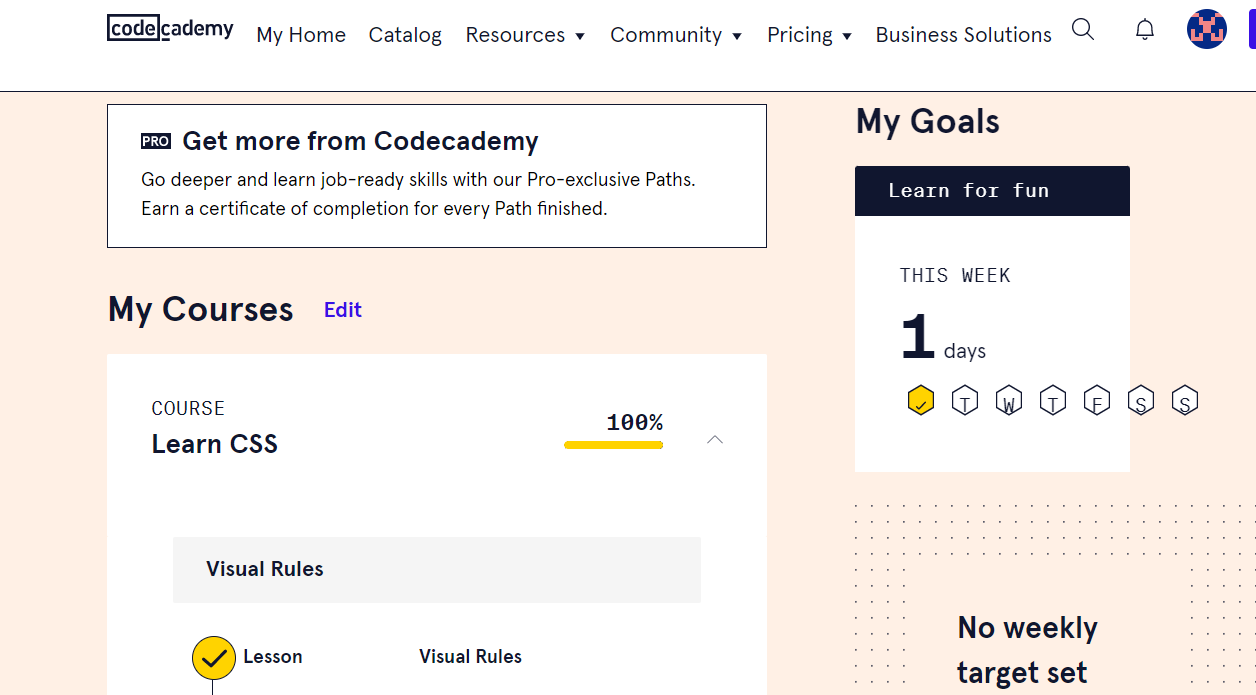 codecademy
My Home Catalog Resources Community Pricing Business Solutions
PRO Get more from Codecademy
Go deeper and learn job-ready skills with our Pro-exclusive Paths.
Earn a certificate of completion for every Path finished.
My Courses Edit
COURSE
Learn CSS
100%
Visual Rules
Lesson Visual Rules
My Goals
Learn for fun
THIS WEEK
1 days
T W T F S S
No weekly
target set